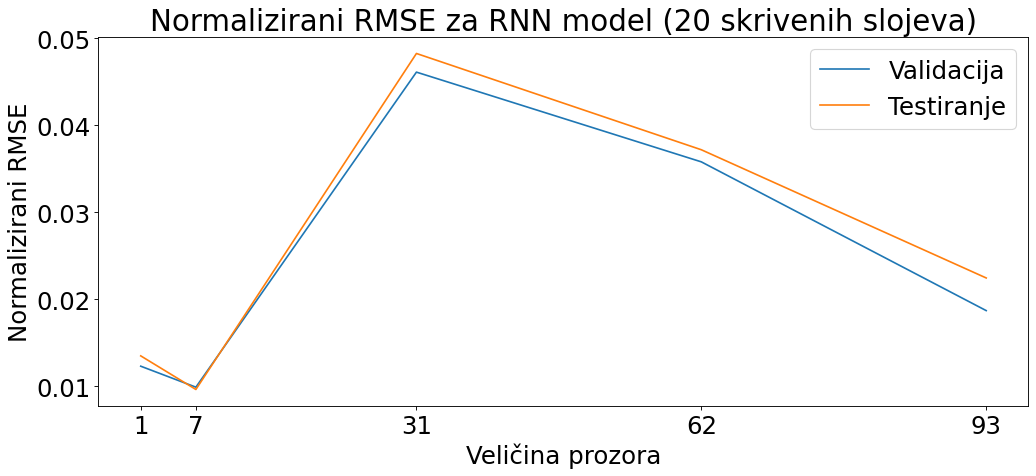 Normalizirani RMSE za RNN model (20 skrivenih slojeva)
Normalizirani RMSE
0.05
0.04
0.03
0.02
0.01
Validacija
Testiranje
1 7 31 62 93
Veličina prozora